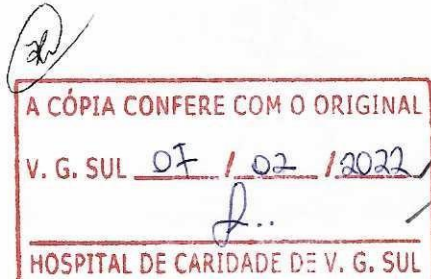 A CÓPIA CONFERE COM O ORIGINAL
V. G. SUL 07 / 02 / 2022
HOSPITAL DE CARIDADE DE V. G. SUL